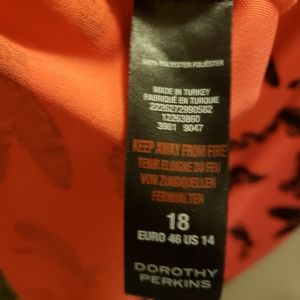 100% POLYESTER POLIÉSTER
MADE IN TURKEY
FABRIQUÉ EN TURQUIE
2236272990582
12263860
3981 9047
KEEP AWAY FROM FIRE
TENIR ELOIGNE DU FEU
VON ZUNDQUELLEN
FERNHALTEN
18
EURO 46 US 14
DOROTHY
PERKINS